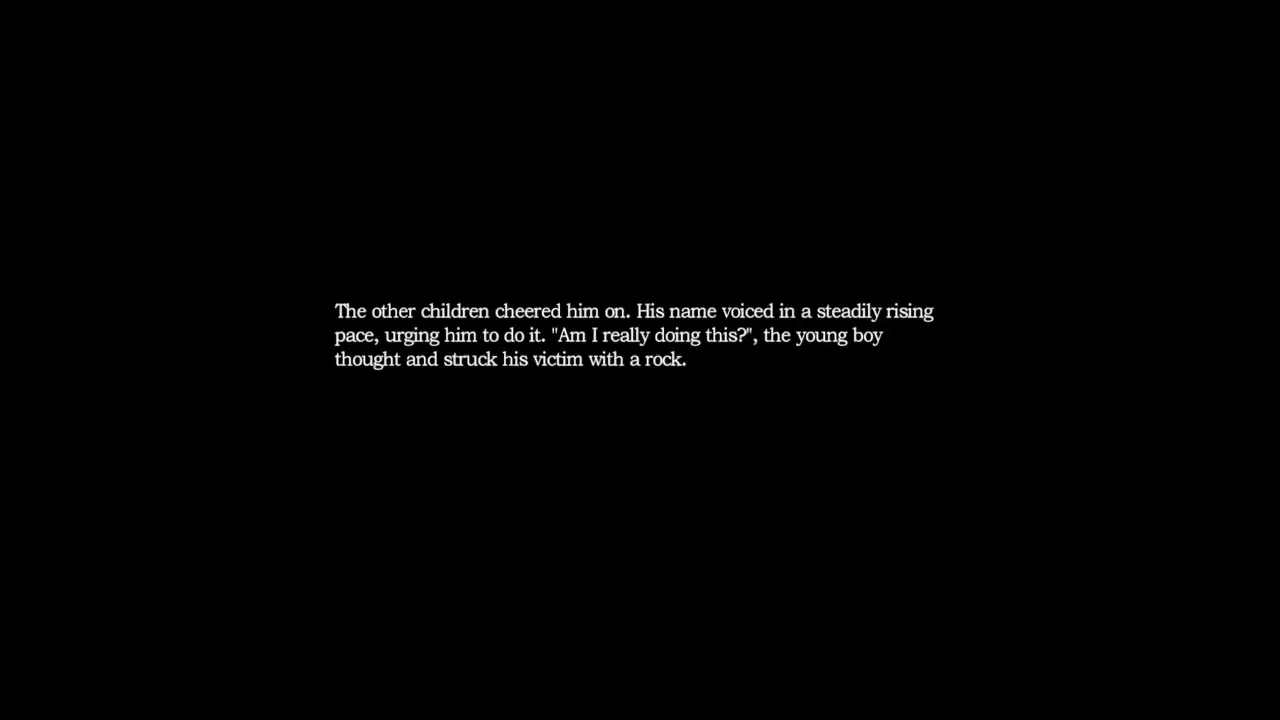 The other children cheered him on. His name voiced in a steadily rising
pace, urging him to do it. "Am I really doing this?", the young boy
thought and struck his victim with a rock.